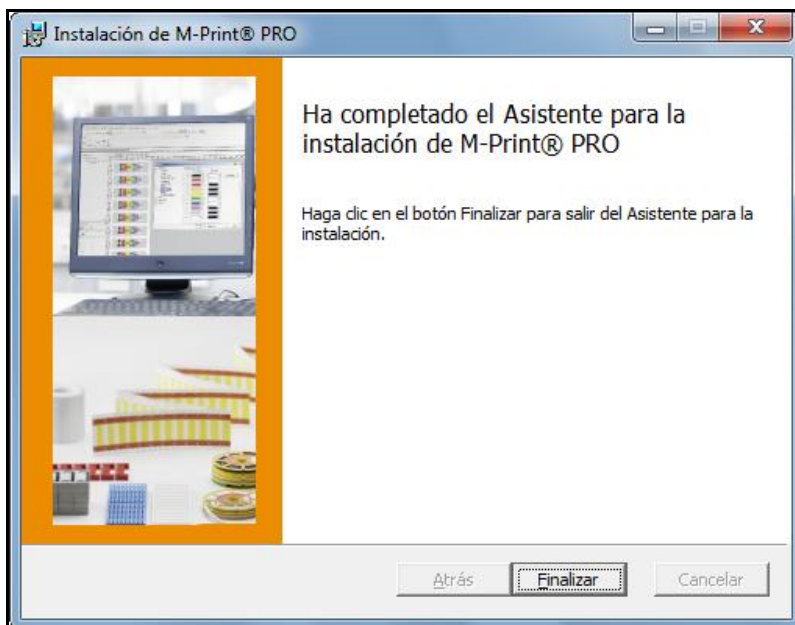 Instalación de M-Print® PRO
Ha completado el Asistente para la
instalación de M-Print® PRO
Haga clic en el botón Finalizar para salir del Asistente para la
instalación.
Atrás
Finalizar
Cancelar